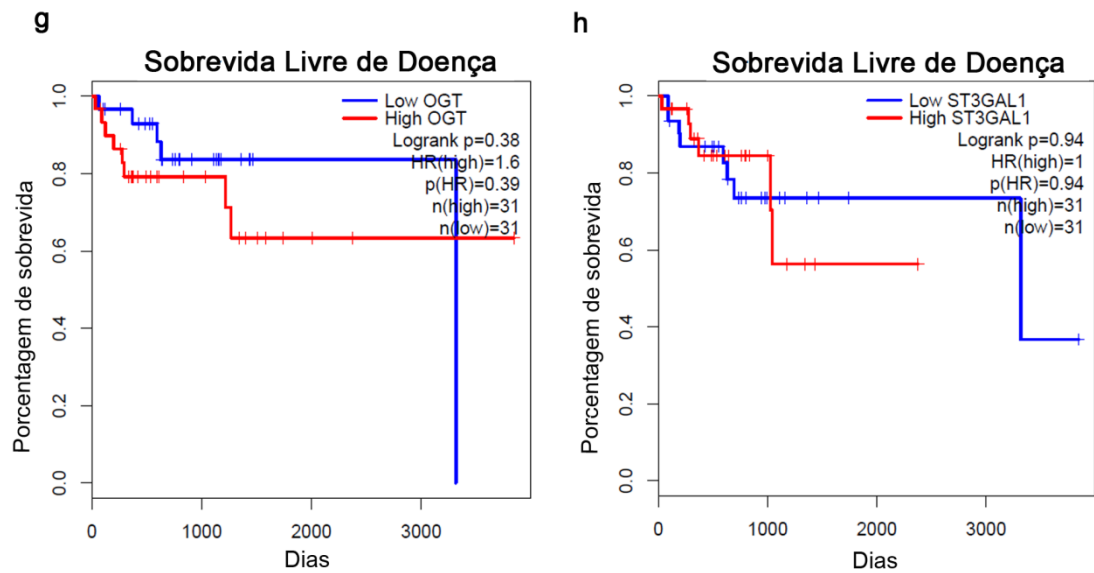 g
Sobrevida Livre de Doença
Low OGT
High OGT
Logrank p=0.38
HR(high)=1.6
p(HR)=0.39
n(high)=31
n(low)=31
Porcentagem de sobrevida
1.0
0.8
0.6
0.4
0.2
0.0
0 1000 2000 3000
Dias
h
Sobrevida Livre de Doença
Low ST3GAL1
High ST3GAL1
Logrank p=0.94
HR(high)=1
p(HR)=0.94
n(high)=31
n(low)=31
Porcentagem de sobrevida
1.0
0.8
0.6
0.4
0.2
0.0
0 1000 2000 3000
Dias